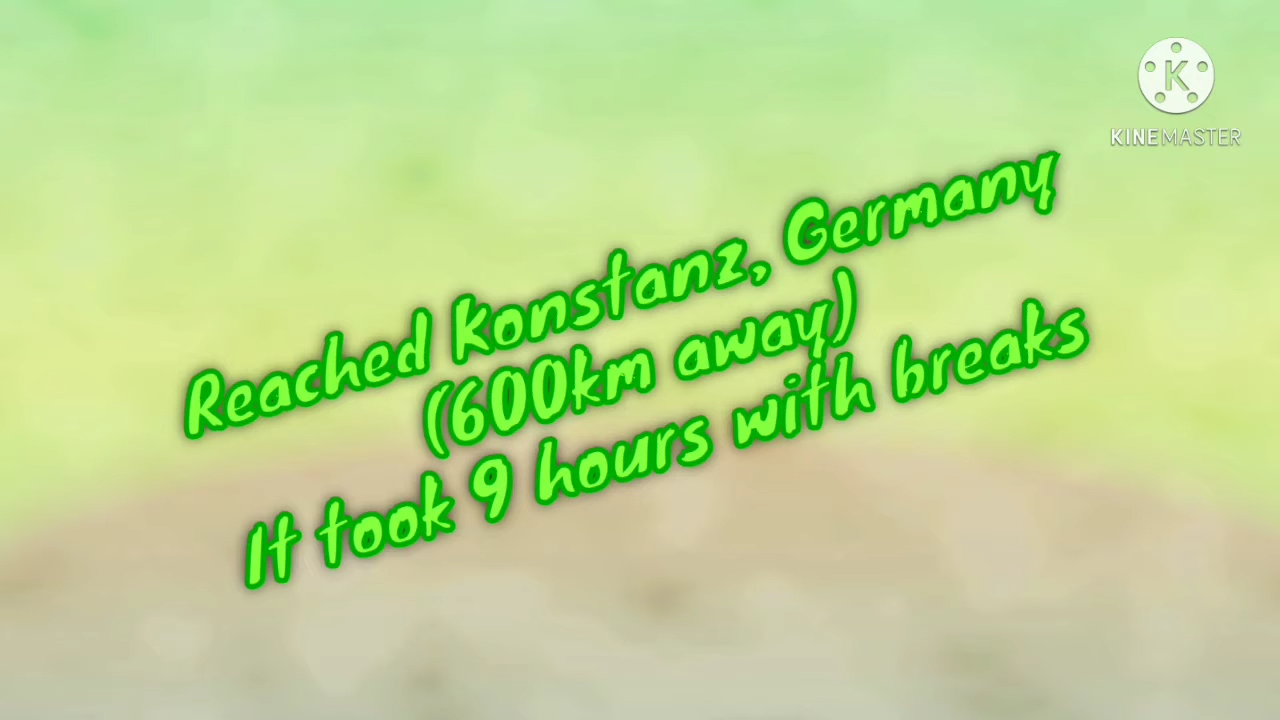 K
KINEMASTER
Reached Konstanz, Germany
(600km away)
It took 9 hours with breaks